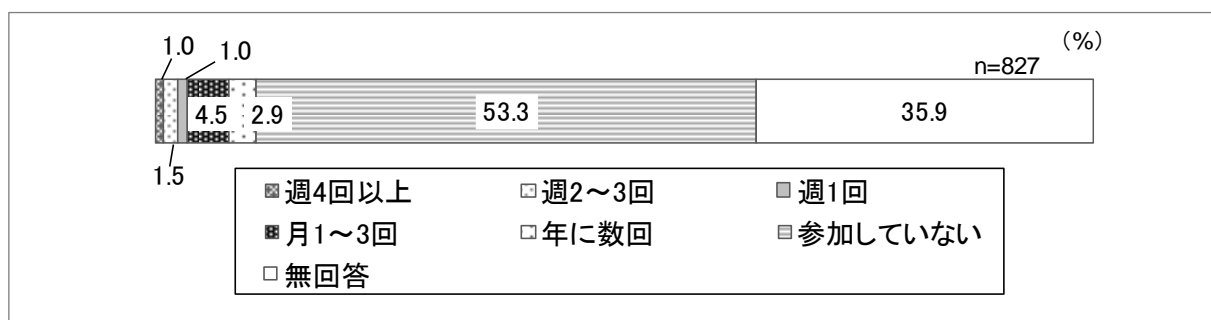 (%)
1.0
1.0
n=827
4.5
2.9
53.3
35.9
1.5
週4回以上
週2～3回
週1回
月1～3回
年に数回
参加していない
無回答